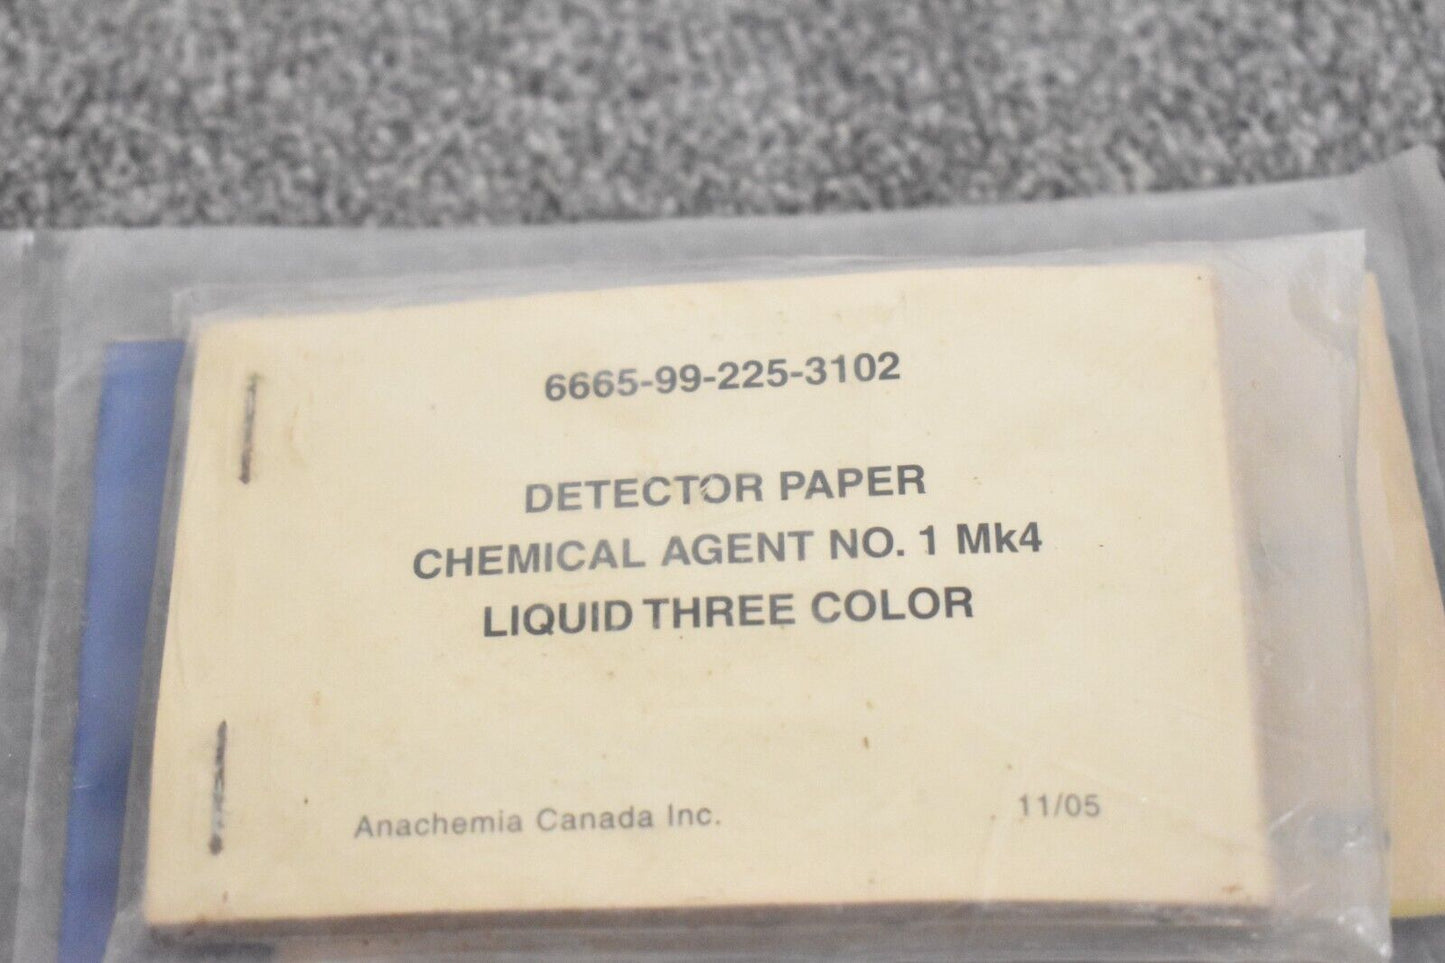 6665-99-225-3102
DETECTOR PAPER
CHEMICAL AGENT NO. 1 Mk4
LIQUID THREE COLOR
Anachemia Canada Inc. 11/05